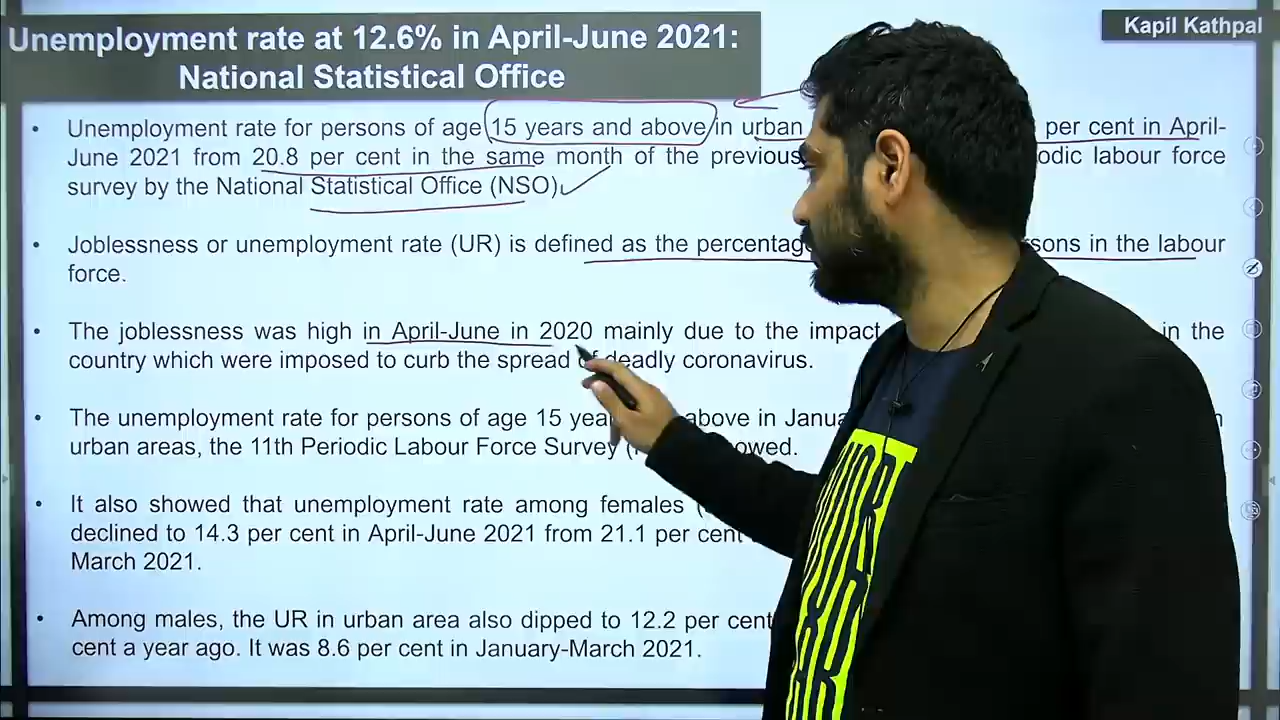 Unemployment rate at 12.6% in April-June 2021:
National Statistical Office
Kapil Kathpal
• Unemployment rate for persons of age 15 years and above in urban per cent in April-
June 2021 from 20.8 per cent in the same month of the previous labour force
survey by the National Statistical Office (NSO)
• Joblessness or unemployment rate (UR) is defined as the in the labour
force.
• The joblessness was high in April-June in 2020 mainly due to the impact in the
country which were imposed to curb the spread of deadly coronavirus.
• The unemployment rate for persons of age 15 above in
urban areas, the 11th Periodic Labour Force Survey
• It also showed that unemployment rate among females
declined to 14.3 per cent in April-June 2021 from 21.1 per cent
March 2021.
• Among males, the UR in urban area also dipped to 12.2 per cent
cent a year ago. It was 8.6 per cent in January-March 2021.